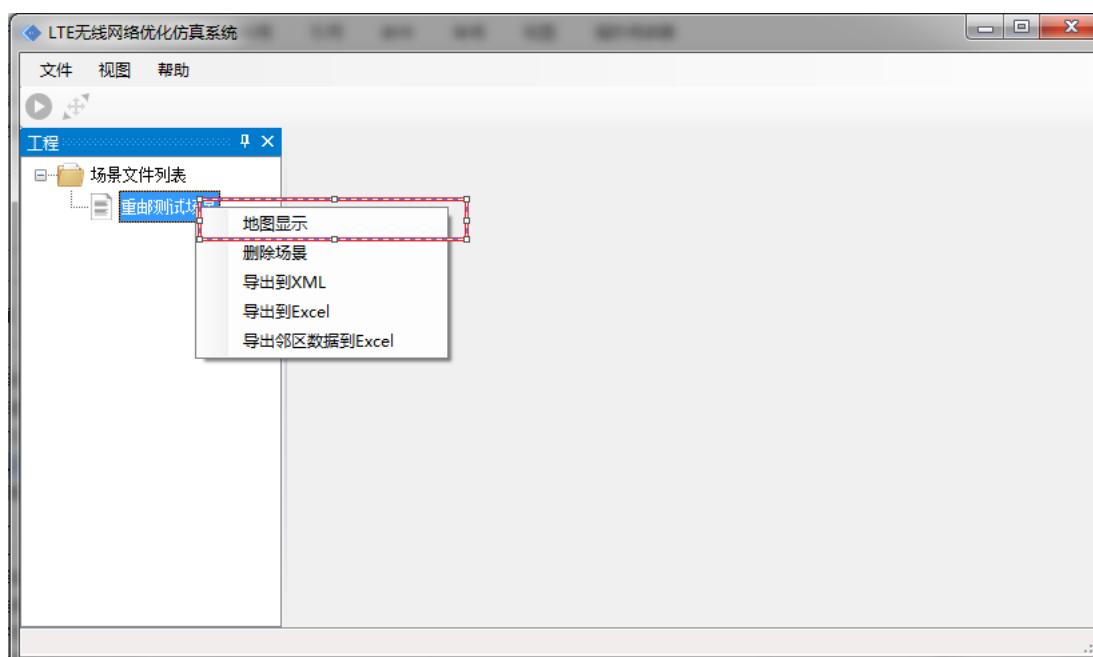 LTE无线网络优化仿真系统
文件 视图 帮助
工程
场景文件列表
重邮测试场
地图显示
删除场景
导出到XML
导出到Excel
导出邻区数据到Excel